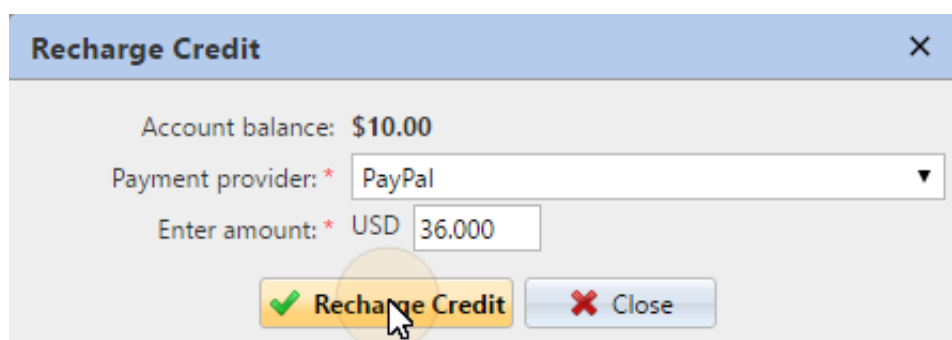 Recharge Credit
Account balance: $10.00
Payment provider: * PayPal
Enter amount: * USD 36.000
Recharge Credit Close